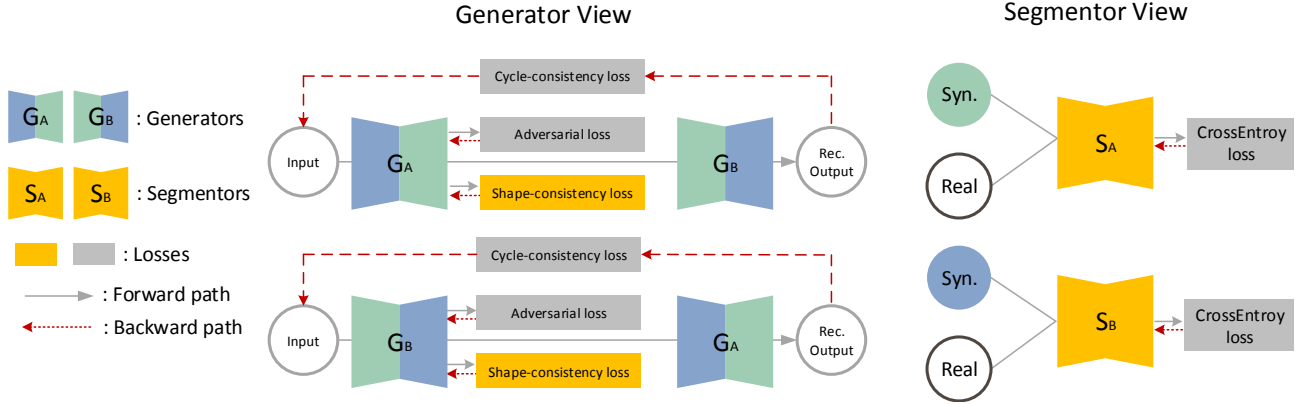 Generator View
Segmentor View
GA GB : Generators
SA SB : Segmentors
: Losses
: Forward path
: Backward path
Cycle-consistency loss
Input
GA
Adversarial loss
Shape-consistency loss
GB
Rec.
Output
Cycle-consistency loss
Input
GB
Adversarial loss
Shape-consistency loss
GA
Rec.
Output
Syn.
Real
SA
CrossEntroy
loss
Syn.
Real
SB
CrossEntroy
loss